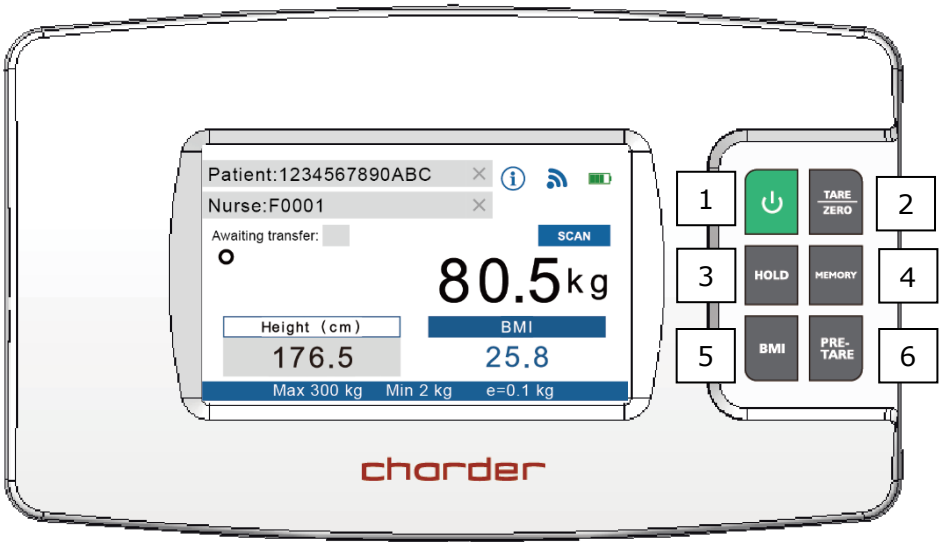 Patient:1234567890ABC ×
Nurse:F0001 ×
Awaiting transfer:
SCAN
80.5kg
Height (cm)
BMI
176.5
25.8
Max 300 kg Min 2 kg e=0.1 kg
charder
1
TARE
ZERO
2
3
HOLD
MEMORY
4
5
BMI
PRE-
TARE
6